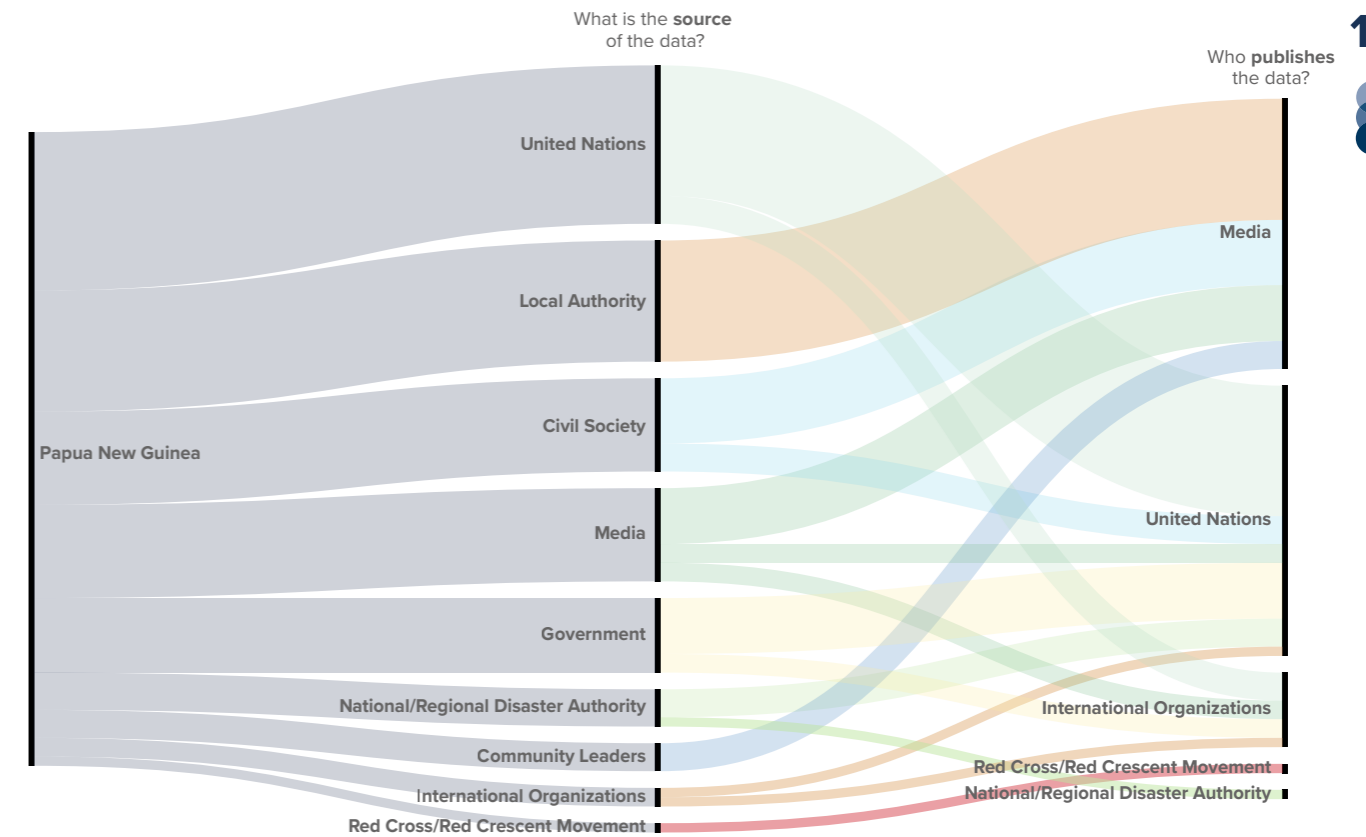 What is the source
of the data?
Who publishes
the data?
1
United Nations
Local Authority
Civil Society
Papua New Guinea
Media
Government
National/Regional Disaster Authority
Community Leaders
International Organizations
Red Cross/Red Crescent Movement
Media
United Nations
International Organizations
Red Cross/Red Crescent Movement
National/Regional Disaster Authority